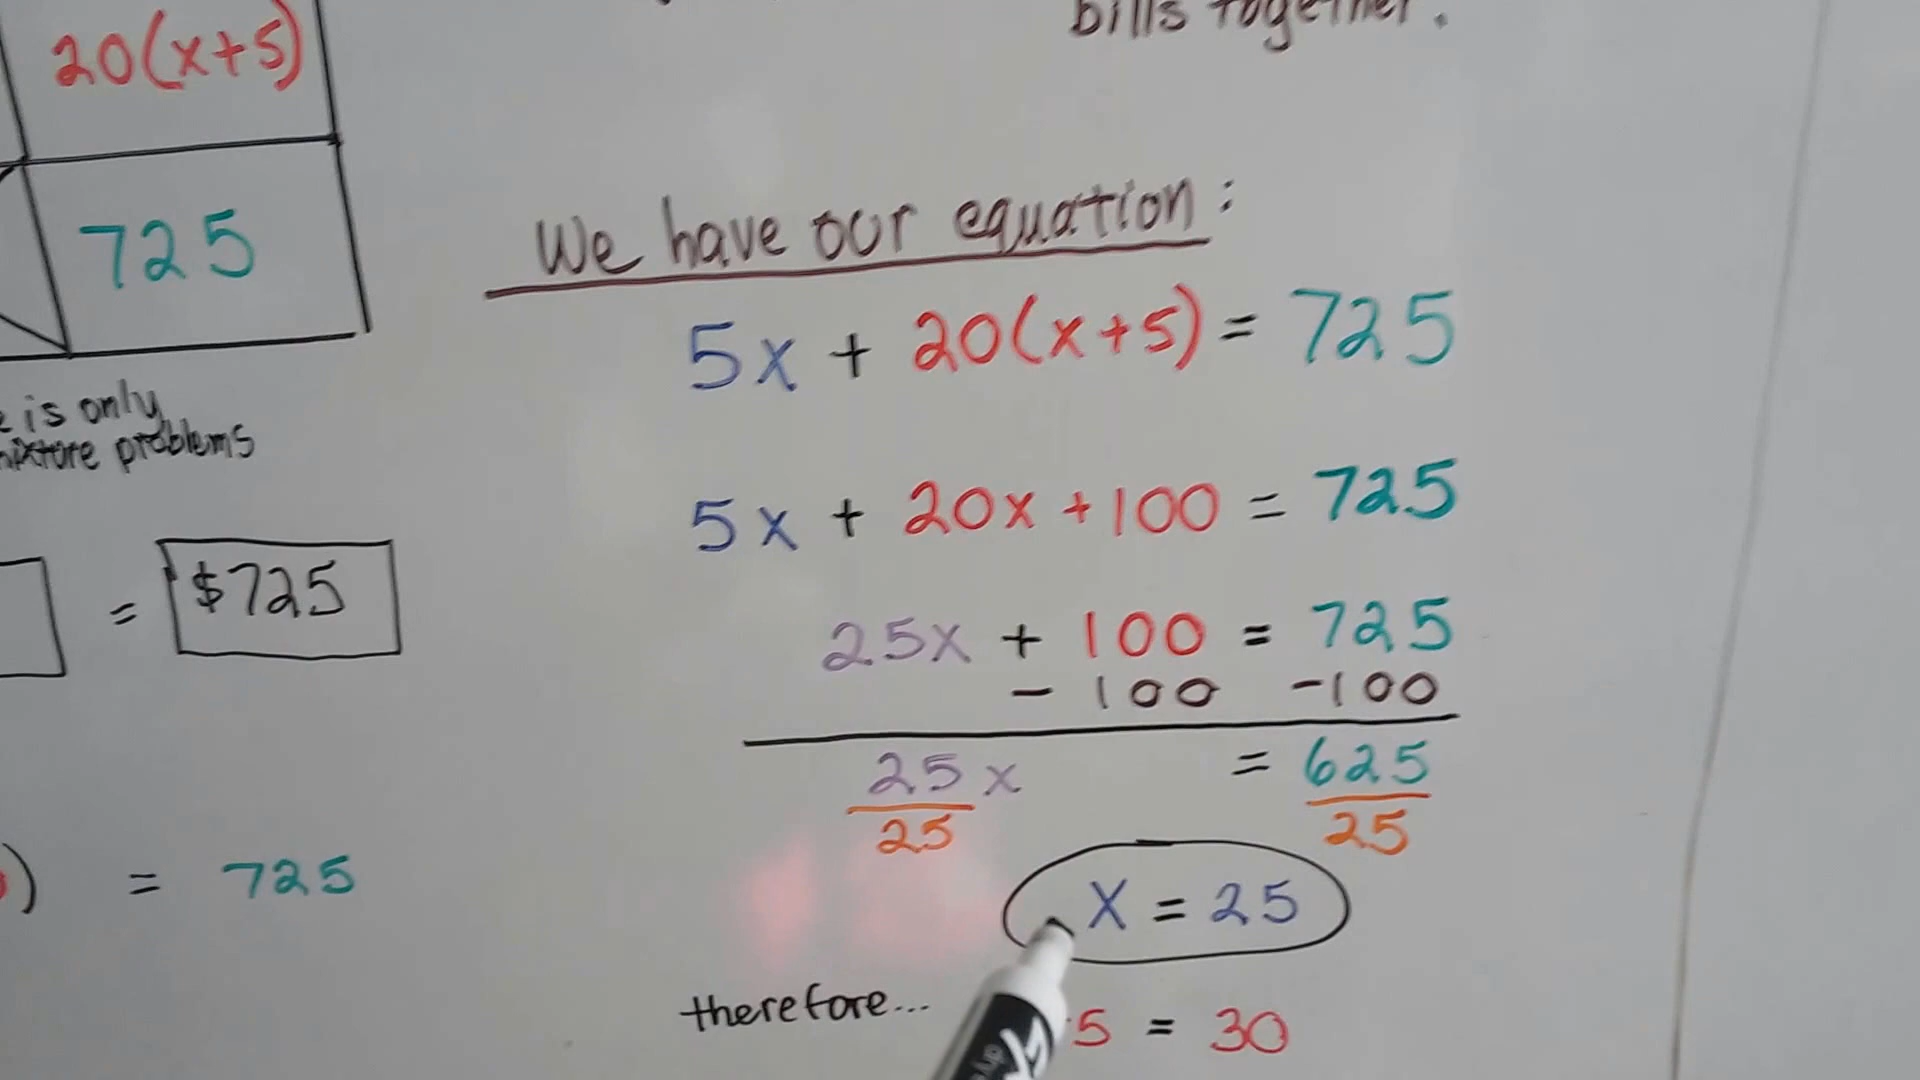 bills together.
20(x+5)
725
We have our equation:
5x + 20(x+5) = 725
is only
mixture problems
5x + 20x + 100 = 725
= $725
25x + 100 = 725
- 100 -100
25x = 625
25 25
) = 725
x = 25
therefore...
5 = 30